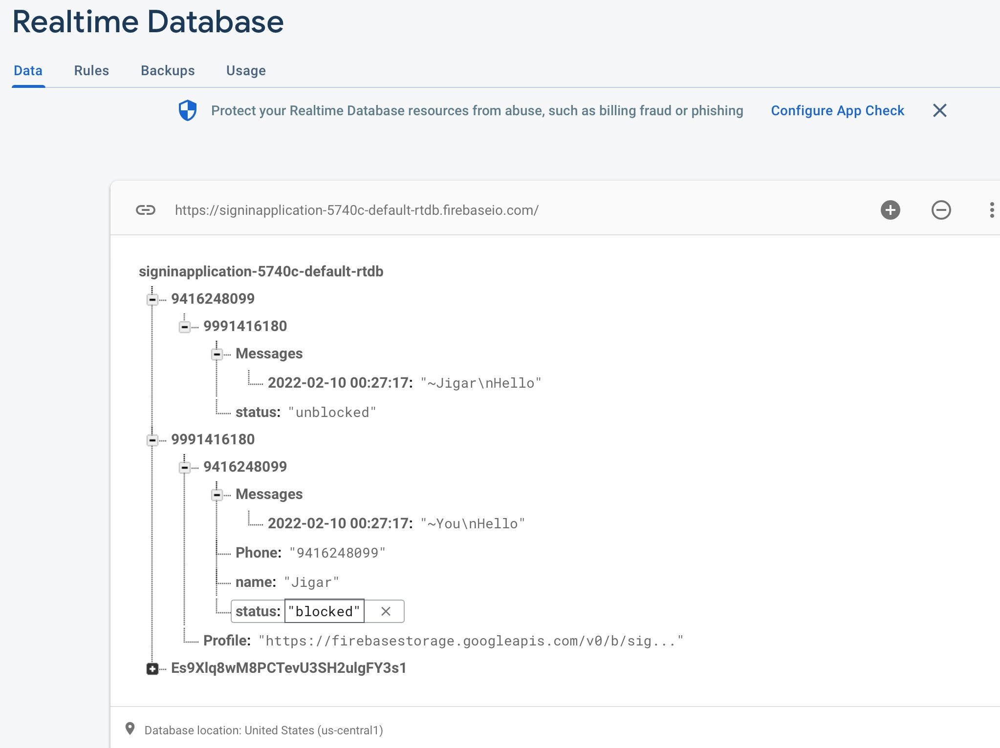 Realtime Database
Data Rules Backups Usage
Protect your Realtime Database resources from abuse, such as billing fraud or phishing Configure App Check
https://signinapplication-5740c-default-rtdb.firebaseio.com/
signinapplication-5740c-default-rtdb
9416248099
9991416180
Messages
2022-02-10 00:27:17: "~Jigar\nHello"
status: "unblocked"
9991416180
9416248099
Messages
2022-02-10 00:27:17: "~You\nHello"
Phone: "9416248099"
name: "Jigar"
status: "blocked"
Profile: "https://firebasestorage.googleapis.com/v0/b/sig..."
Es9Xlq8wM8PCTevU3SH2ulgFY3s1
Database location: United States (us-central1)